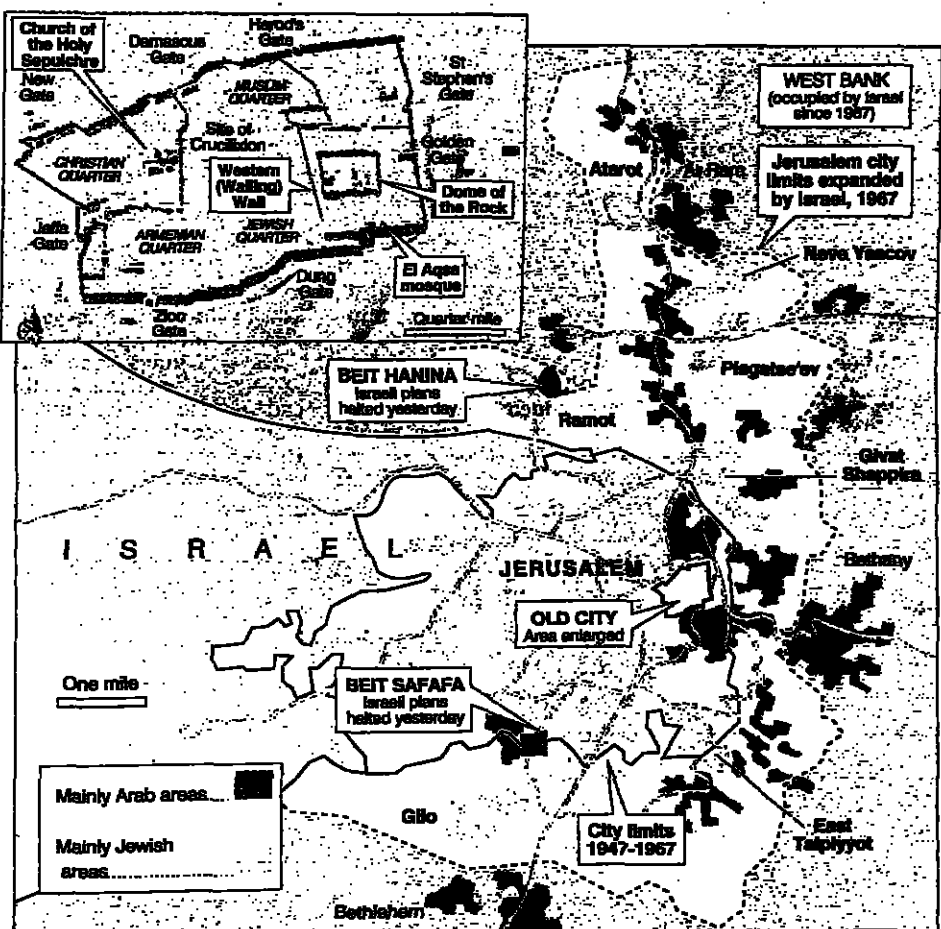 Church of
the Holy
Sepulchre
New
Gate
Damascus
Gate
Herod's
Gate
MUSLIM
QUARTER
St
Stephen's
Gate
Site of
Crucifixion
Golden
Gate
CHRISTIAN
QUARTER
Western
(Wailing)
Wall
Dome of
the Rock
Jaffa
Gate
ARMENIAN
QUARTER
JEWISH
QUARTER
El Aqsa
mosque
Dung
Gate
Zion
Gate
Quarter mile
WEST BANK
(occupied by Israel
since 1967)
Atarot
Ar-Ram
Jerusalem city
limits expanded
by Israel, 1967
Neve Yaacov
BEIT HANINA
Israeli plans
halted yesterday
Ramot
Pisgatse'ev
Givat
Shappira
I S R A E L
JERUSALEM
Bethany
OLD CITY
Area enlarged
One mile
BEIT SAFAFA
Israeli plans
halted yesterday
Mainly Arab areas....
Mainly Jewish
areas....................
Gilo
City limits
1947-1967
East
Talpiyyot
Bethlehem